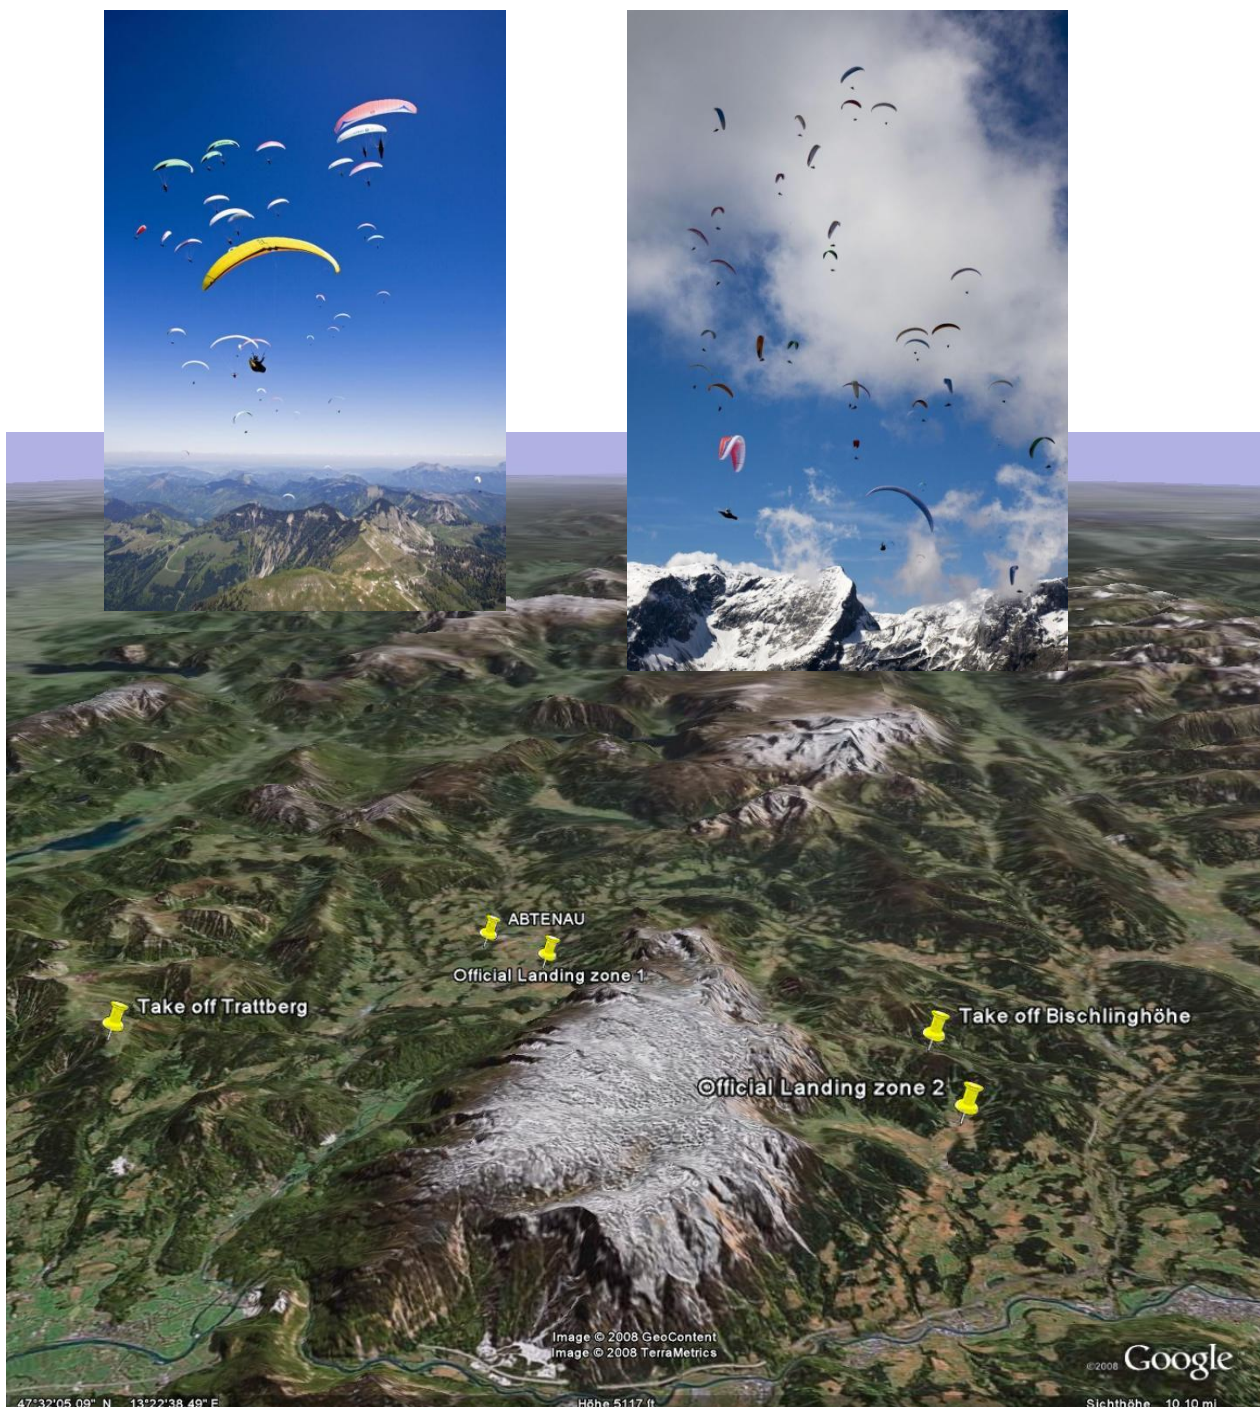 ABTENAU
Official Landing zone 1
Take off Trattberg
Take off Bischlinghöhe
Official Landing zone 2
Image © 2008 GeoContent
Image © 2008 TerraMetrics
©2008 Google
47°32'05.09" N 13°22'38.49" E
Höhe 5117 ft
Sichthöhe 10.10 mi